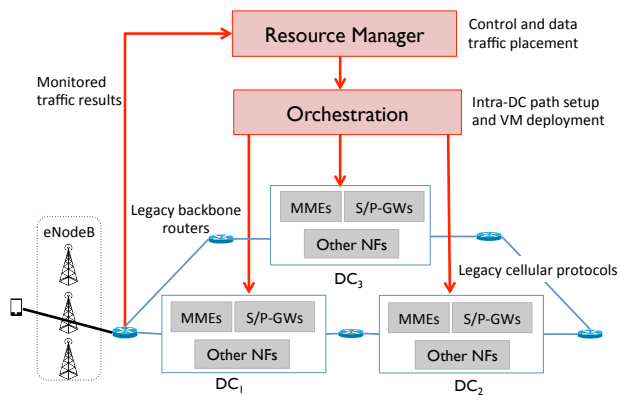 Resource Manager
Control and data
traffic placement
Monitored
traffic results
Orchestration
Intra-DC path setup
and VM deployment
Legacy backbone
routers
eNodeB
MMEs
S/P-GWs
Other NFs
DC3
Legacy cellular protocols
MMEs
S/P-GWs
Other NFs
DC1
MMEs
S/P-GWs
Other NFs
DC2